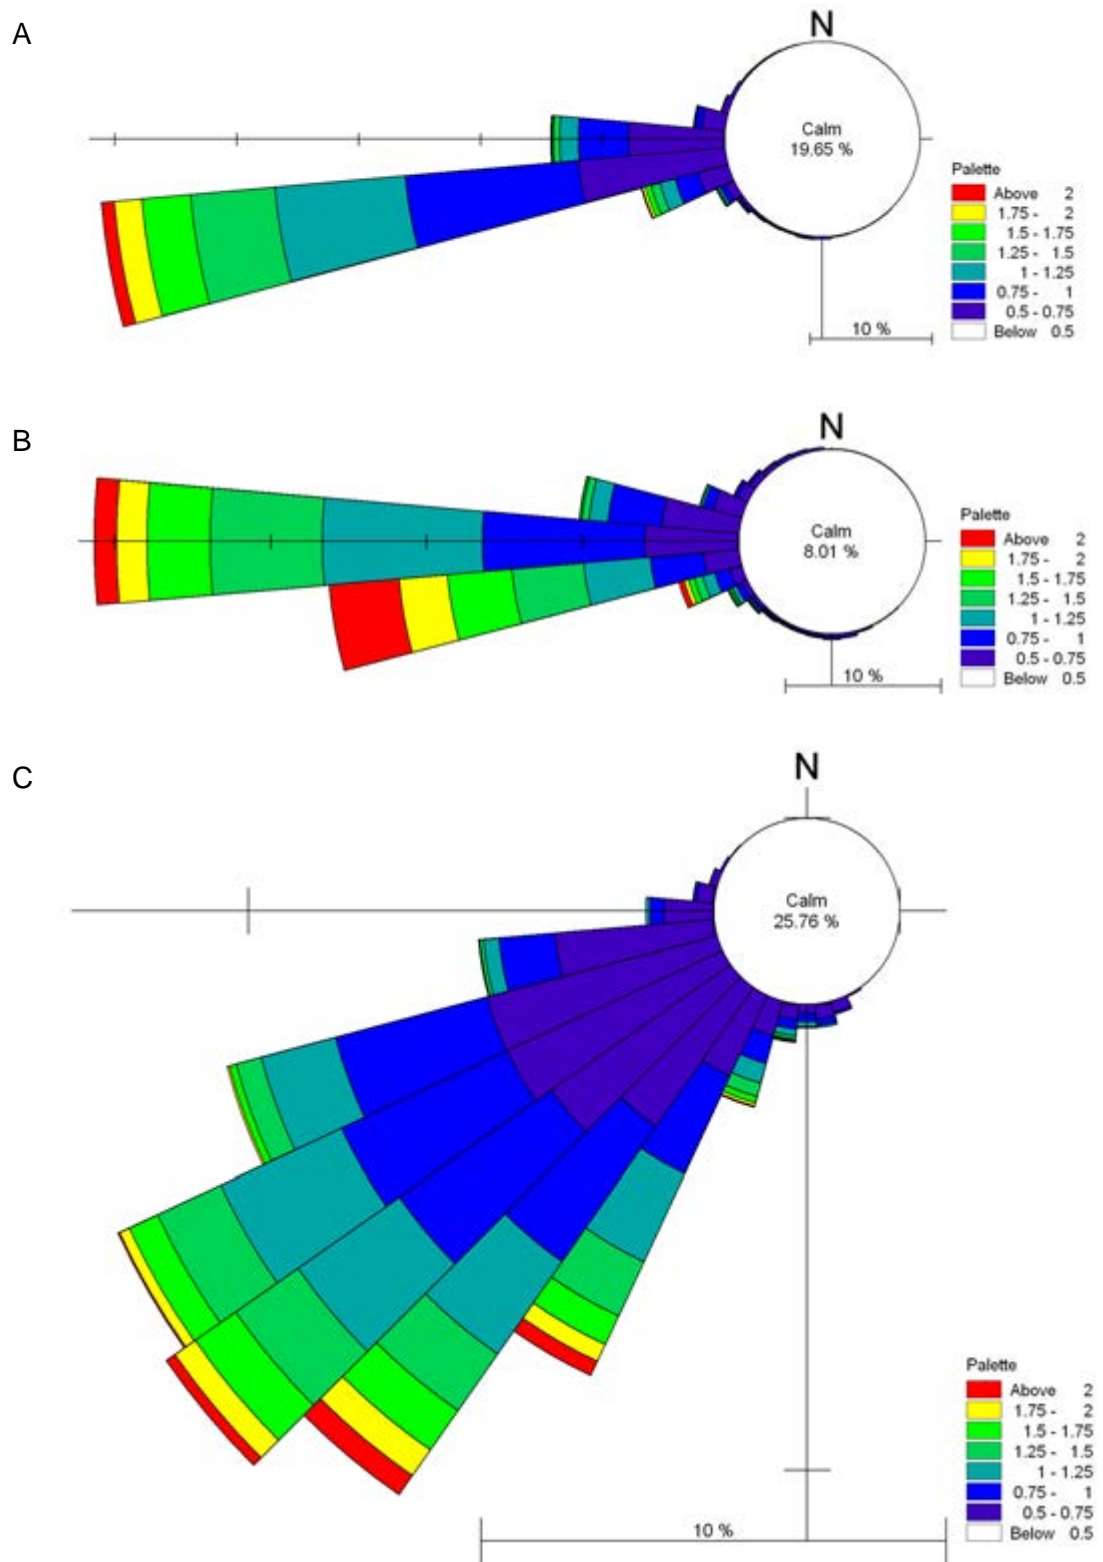 A
N
Calm
19.65 %
Palette
Above 2
1.75 - 2
1.5 - 1.75
1.25 - 1.5
1 - 1.25
0.75 - 1
0.5 - 0.75
Below 0.5
10 %
B
N
Calm
8.01 %
Palette
Above 2
1.75 - 2
1.5 - 1.75
1.25 - 1.5
1 - 1.25
0.75 - 1
0.5 - 0.75
Below 0.5
10 %
C
N
Calm
25.76 %
Palette
Above 2
1.75 - 2
1.5 - 1.75
1.25 - 1.5
1 - 1.25
0.75 - 1
0.5 - 0.75
Below 0.5
10 %